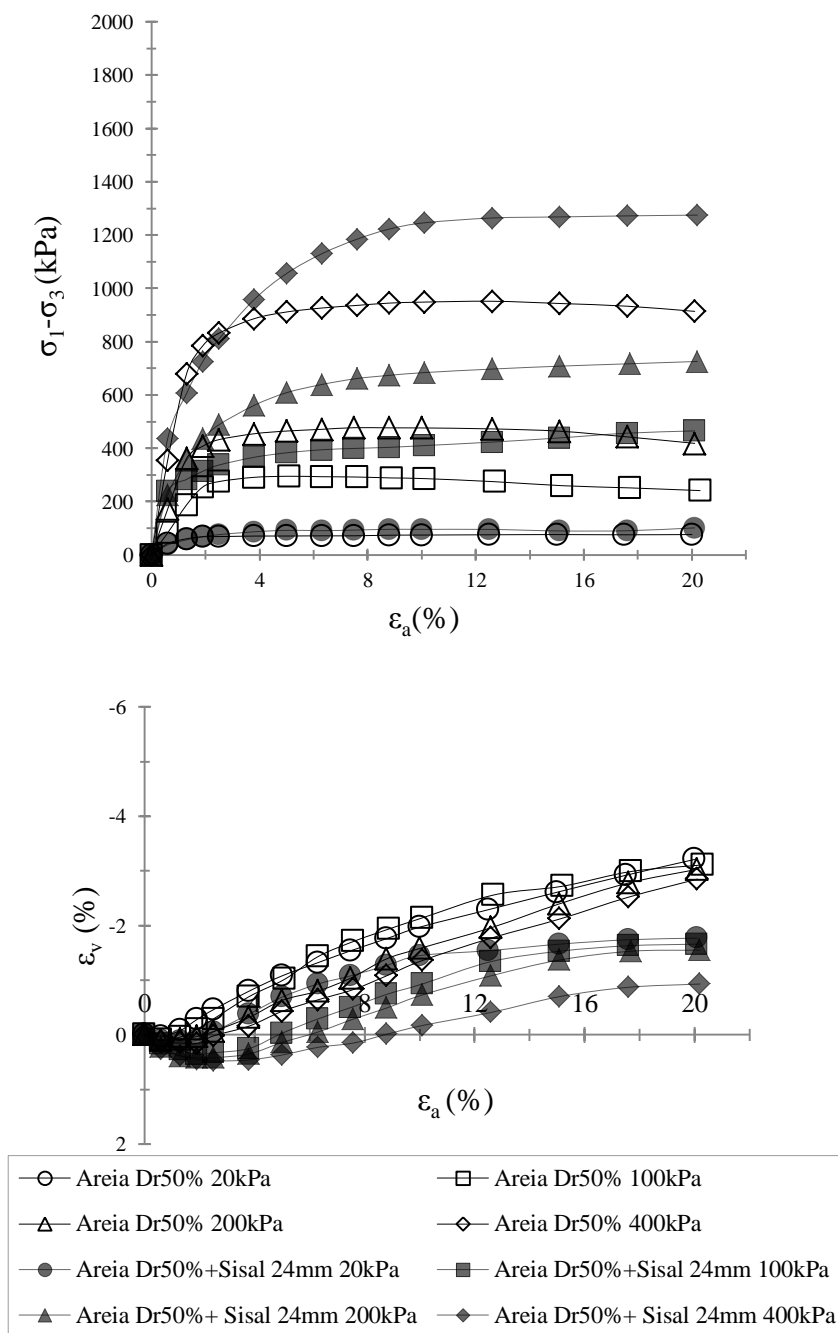 2000
1800
1600
1400
1200
1000
800
600
400
200
0
σ1-σ3 (kPa)
0 4 8 12 16 20
εa(%)
-6
-4
-2
0
2
εv (%)
0 4 8 12 16 20
εa (%)
Areia Dr50% 20kPa Areia Dr50% 100kPa
Areia Dr50% 200kPa Areia Dr50% 400kPa
Areia Dr50%+Sisal 24mm 20kPa Areia Dr50%+Sisal 24mm 100kPa
Areia Dr50%+ Sisal 24mm 200kPa Areia Dr50%+ Sisal 24mm 400kPa